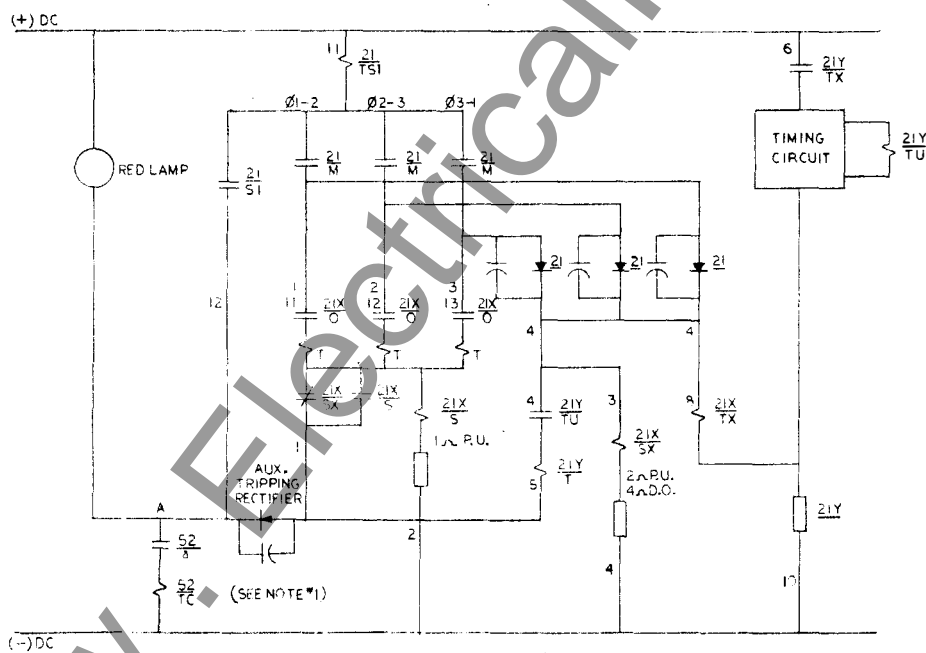 (+) DC
11 21
TS1
6 21Y
TX
Ø1-2 Ø2-3 Ø3-1
RED LAMP
21
S1
21
M
21
M
21
M
TIMING
CIRCUIT
21Y
TU
21 21 21
12
1
11 21X
O
2
12 21X
O
3
13 21X
O
4 4
T T T
21X
SX
21X
S
21X
S
4 21Y
TU
3
8 21X
TX
21X
SX
1Ω P.U.
1
5 21Y
T
2Ω P.U.
4Ω D.O.
AUX.
TRIPPING
RECTIFIER
21Y
A
2
52
a
4
10
52
TC
(SEE NOTE #1)
(-) DC
Electrical